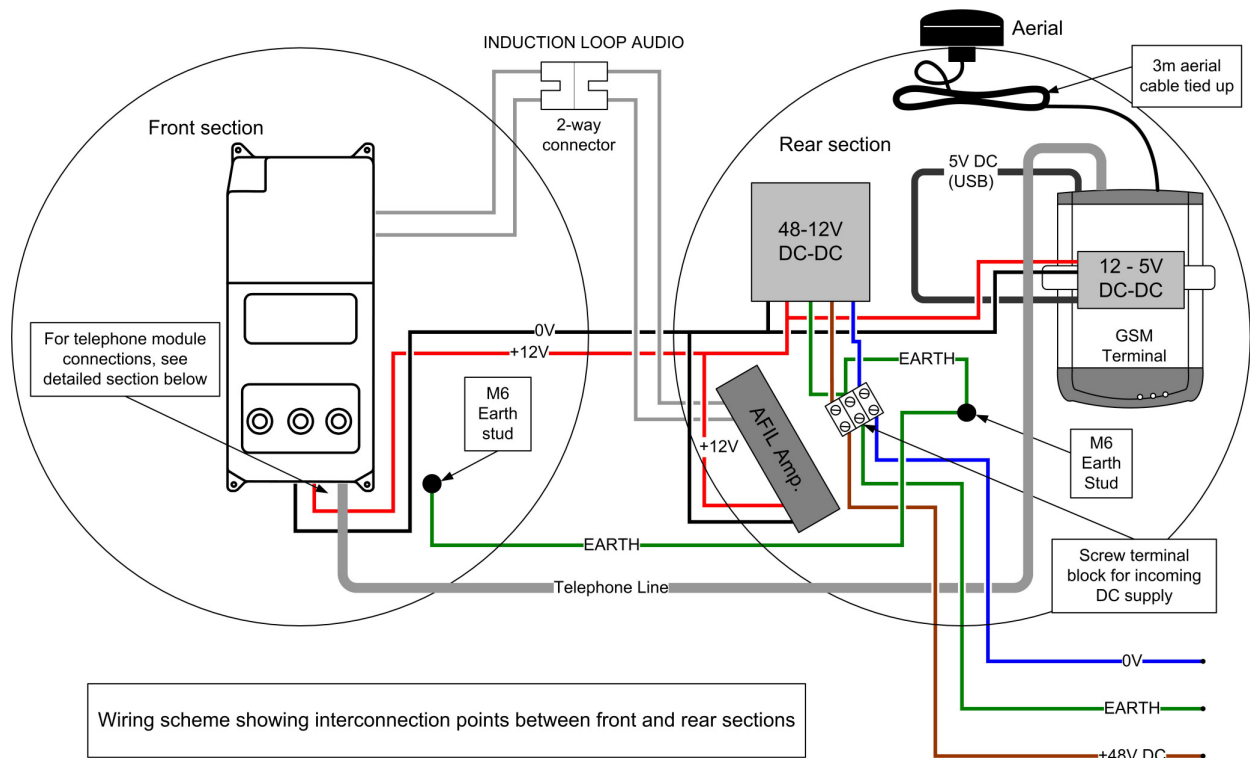 INDUCTION LOOP AUDIO
Aerial
3m aerial
cable tied up
Front section
2-way
connector
Rear section
5V DC
(USB)
48-12V
DC-DC
12 - 5V
DC-DC
GSM
Terminal
For telephone module
connections, see
detailed section below
0V
+12V
EARTH
M6
Earth
stud
AFIL Amp.
+12V
M6
Earth
Stud
EARTH
Screw terminal
block for incoming
DC supply
Telephone Line
0V
EARTH
+48V DC
Wiring scheme showing interconnection points between front and rear sections